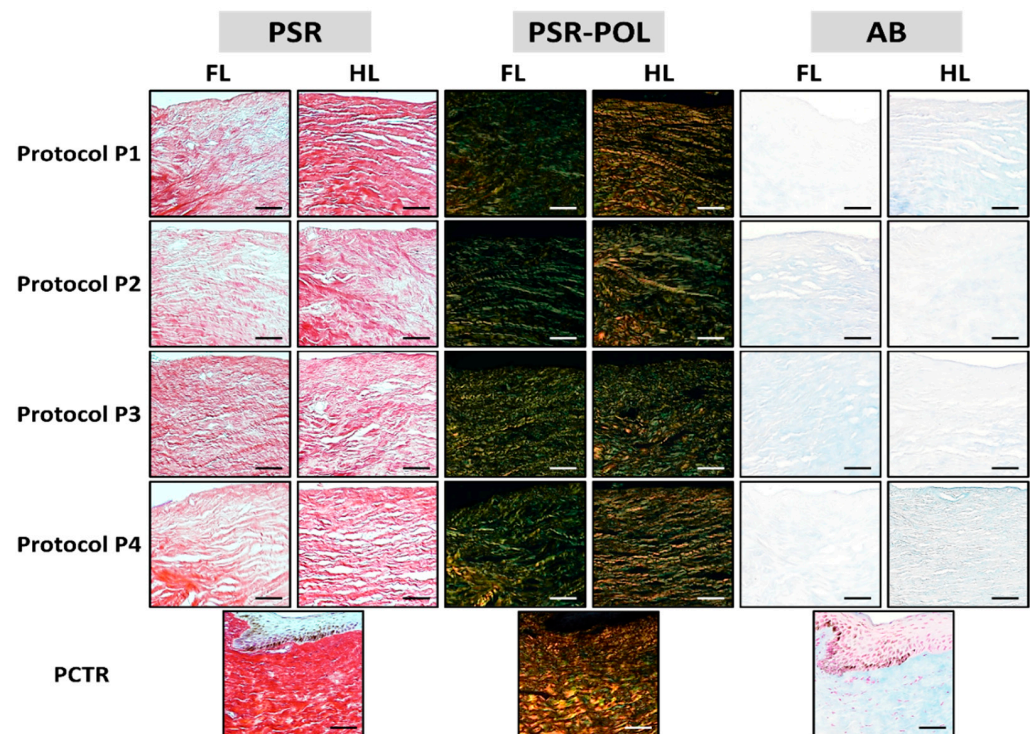 PSR PSR-POL AB
FL HL FL HL FL HL
Protocol P1
Protocol P2
Protocol P3
Protocol P4
PCTR